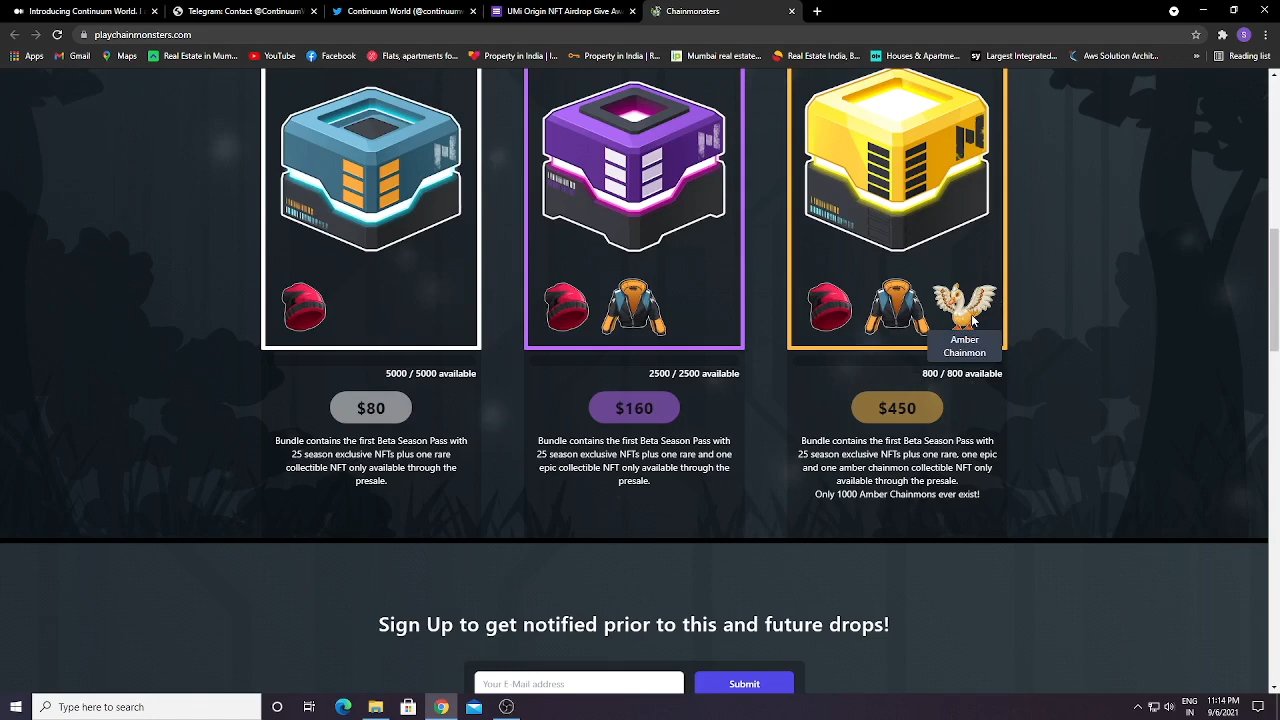 Introducing Continuum World (
Telegram: Contact @ContinuumW
Continuum World (@continuumw
UMi Origin NFT Airdrop Give Awa
Chainmonsters
playchainmonsters.com
S
Apps
Gmail
Maps
Real Estate in Mum...
YouTube
Facebook
Flats, apartments fo...
Property in India | ...
Property in India | R...
Mumbai real estate...
Real Estate India, B...
Houses & Apartme...
Largest Integrated...
Aws Solution Archit...
»
Reading list
Amber
Chainmon
5000 / 5000 available
2500 / 2500 available
800 / 800 available
$80
$160
$450
Bundle contains the first Beta Season Pass with
25 season exclusive NFTs plus one rare
collectible NFT only available through the
presale.
Bundle contains the first Beta Season Pass with
25 season exclusive NFTs plus one rare and one
epic collectible NFT only available through the
presale.
Bundle contains the first Beta Season Pass with
25 season exclusive NFTs plus one rare, one epic
and one amber chainmon collectible NFT only
available through the presale.
Only 1000 Amber Chainmons ever exist!
Sign Up to get notified prior to this and future drops!
Your E-Mail address
Submit
Type here to search
ENG
IN
11:14 PM
9/6/2021